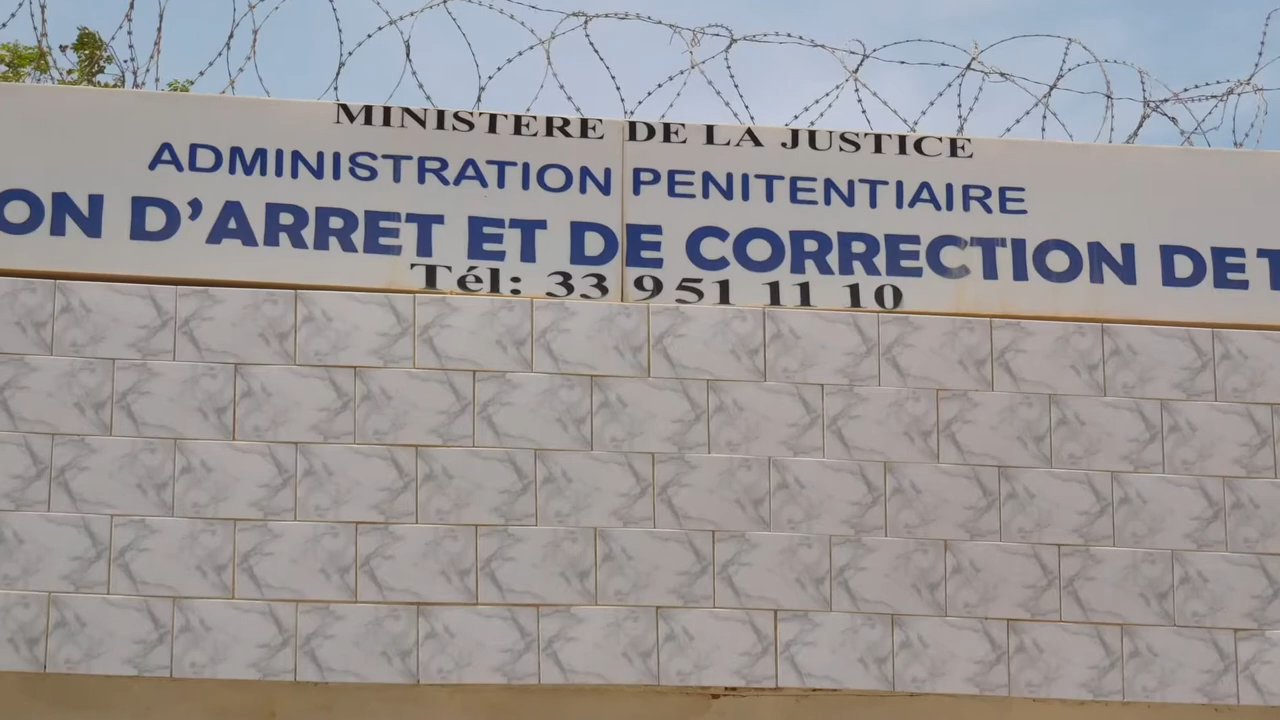 MINISTERE DE LA JUSTICE
ADMINISTRATION PENITENTIAIRE
ON D'ARRET ET DE CORRECTION DE T
Tél: 33 951 11 10